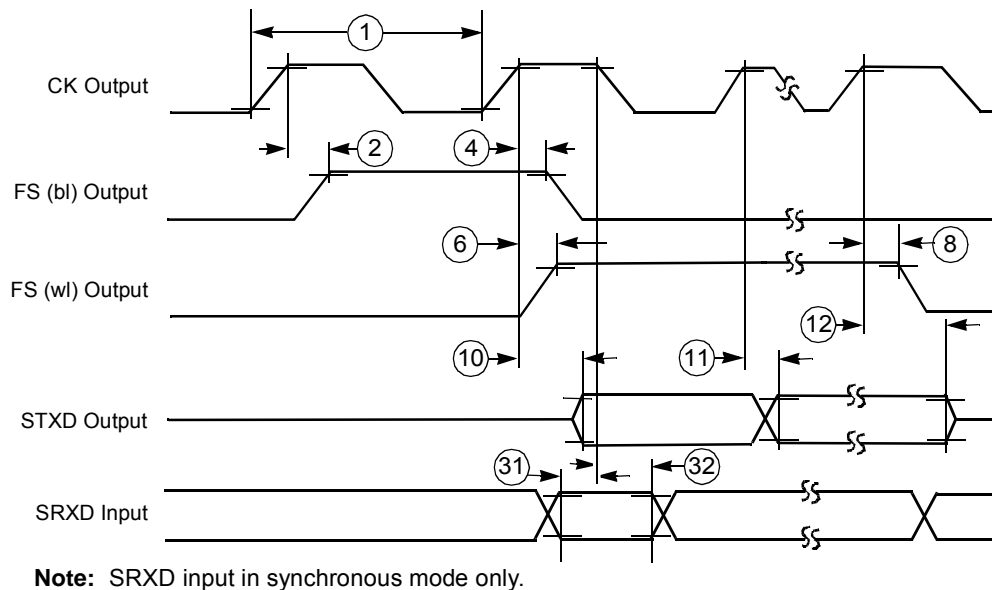 1
CK Output
2
4
FS (bl) Output
6
8
FS (wl) Output
12
10
11
STXD Output
31
32
SRXD Input
Note: SRXD input in synchronous mode only.